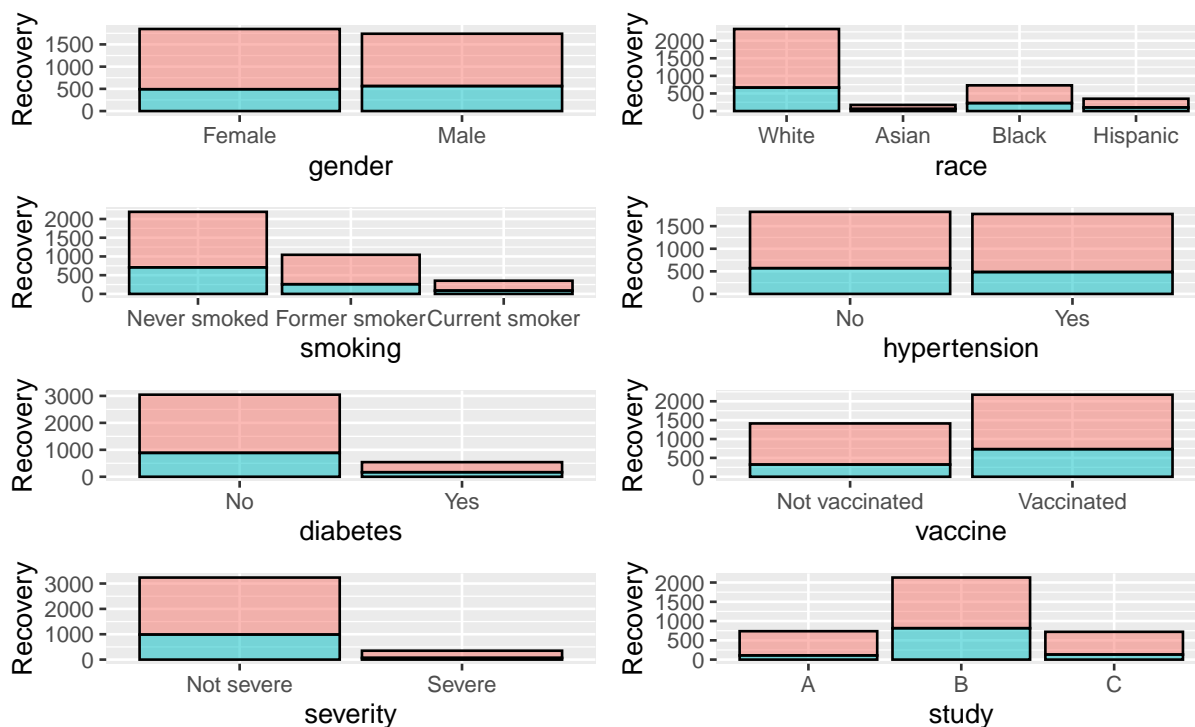 Recovery
1500
1000
500
0
Female Male
gender
Recovery
2000
1500
1000
500
0
White Asian Black Hispanic
race
Recovery
2000
1500
1000
500
0
Never smoked Former smoker Current smoker
smoking
Recovery
1500
1000
500
0
No Yes
hypertension
Recovery
3000
2000
1000
0
No Yes
diabetes
Recovery
2000
1500
1000
500
0
Not vaccinated Vaccinated
vaccine
Recovery
3000
2000
1000
0
Not severe Severe
severity
Recovery
2000
1500
1000
500
0
A B C
study